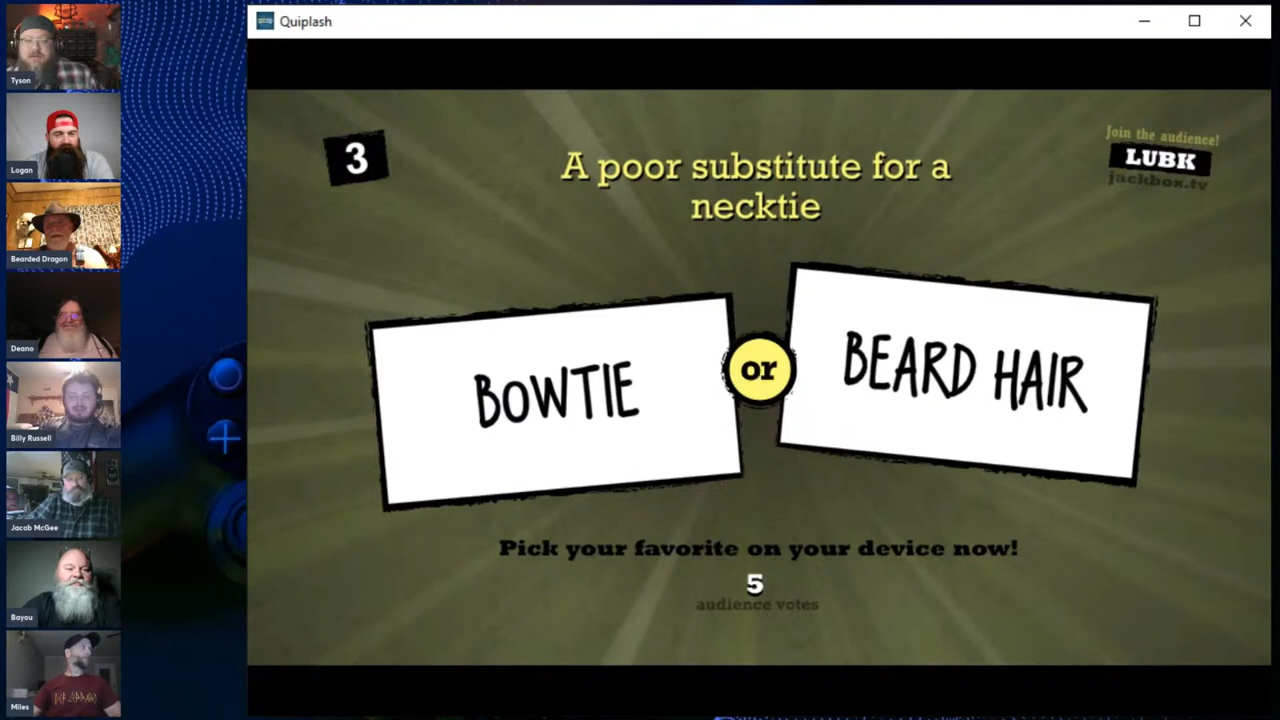 Quiplash
Tyson
Logan
Bearded Dragon
Deano
Billy Russell
Jacob McGee
Bayou
Miles
3
A poor substitute for a
necktie
Join the audience!
LUBK
jackbox.tv
BOWTIE
or
BEARD HAIR
Pick your favorite on your device now!
5
audience votes